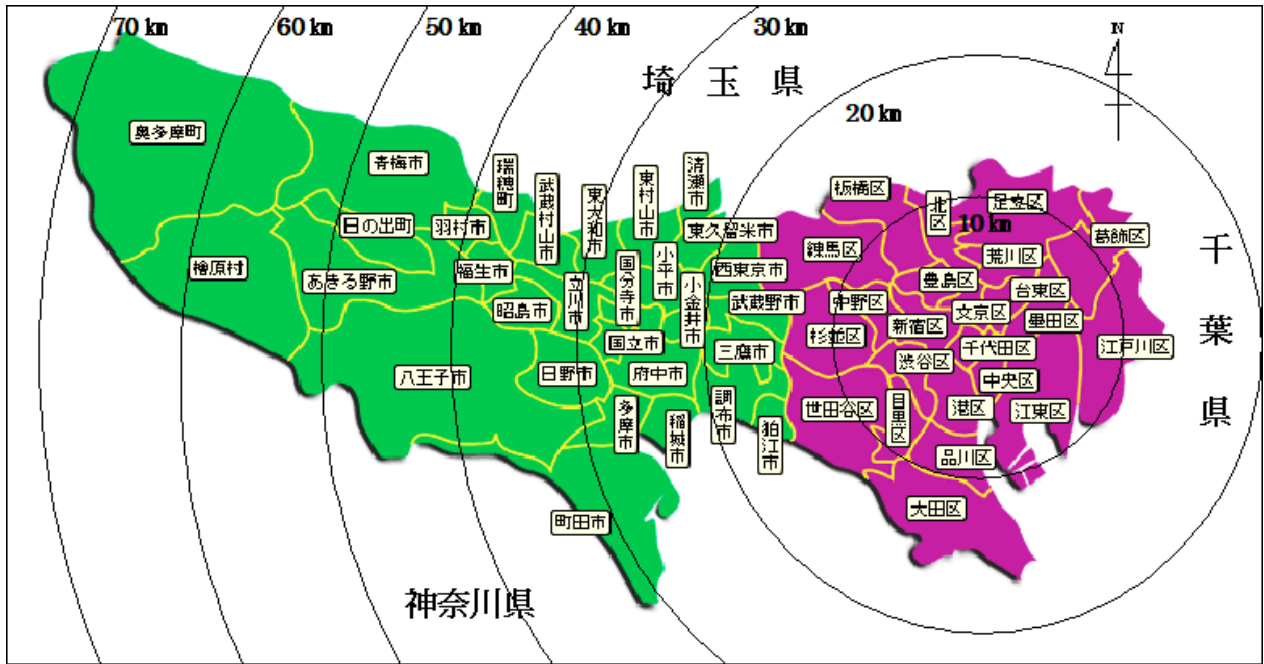 70 km
60 km
50 km
40 km
30 km
N
埼玉県
20 km
奥多摩町
青梅市
瑞穂町
武蔵村山市
東大和市
東村山市
清瀬市
板橋区
北区
足立区
10 km
日の出町
羽村市
東久留米市
練馬区
葛飾区
千葉県
檜原村
あきる野市
福生市
立川市
国分寺市
小平市
小金井市
西東京市
荒川区
豊島区
台東区
昭島市
武蔵野市
中野区
文京区
墨田区
新宿区
杉並区
国立市
三鷹市
千代田区
江戸川区
渋谷区
八王子市
日野市
府中市
中央区
多摩市
稲城市
調布市
狛江市
世田谷区
目黒区
港区
江東区
品川区
町田市
大田区
神奈川県